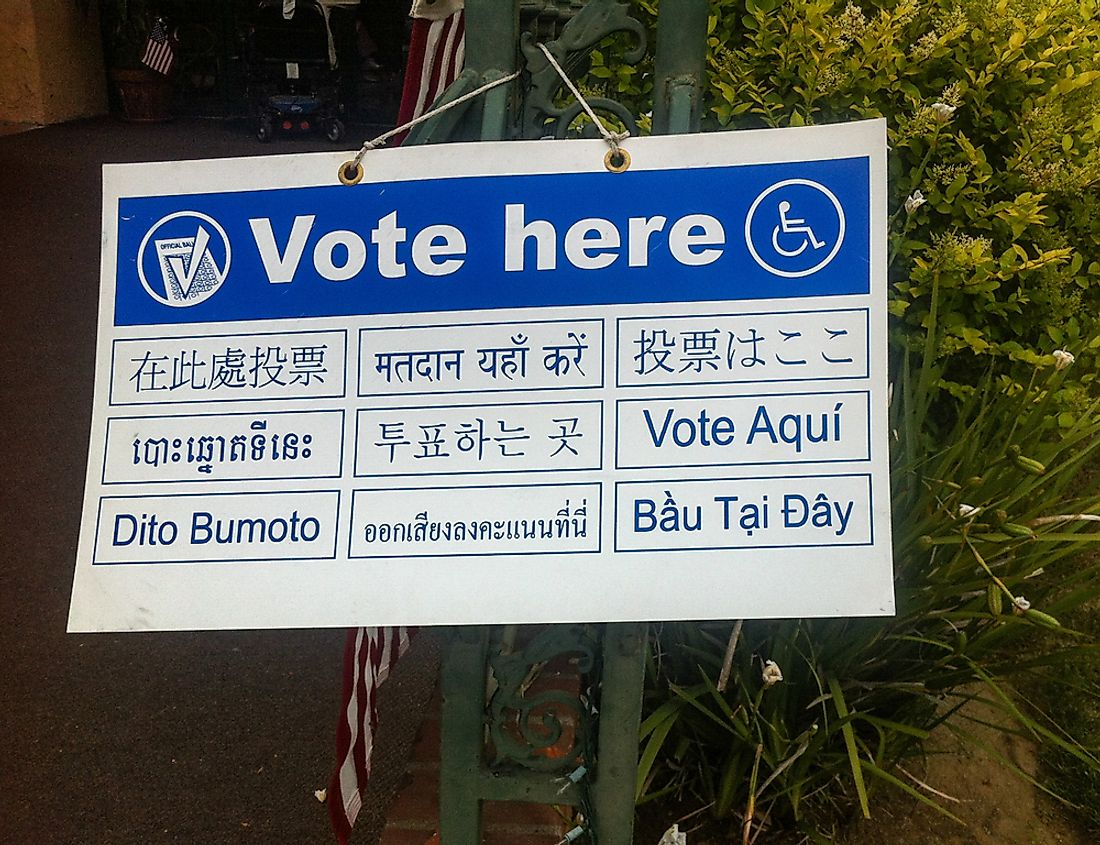 OFFICIAL BALL
Vote here
在此處投票
मतदान यहाँ करें
投票はここ
បោះឆ្នោតទីនេះ
투표하는 곳
Vote Aquí
Dito Bumoto
ออกเสียงลงคะแนนที่นี่
Bầu Tại Đây